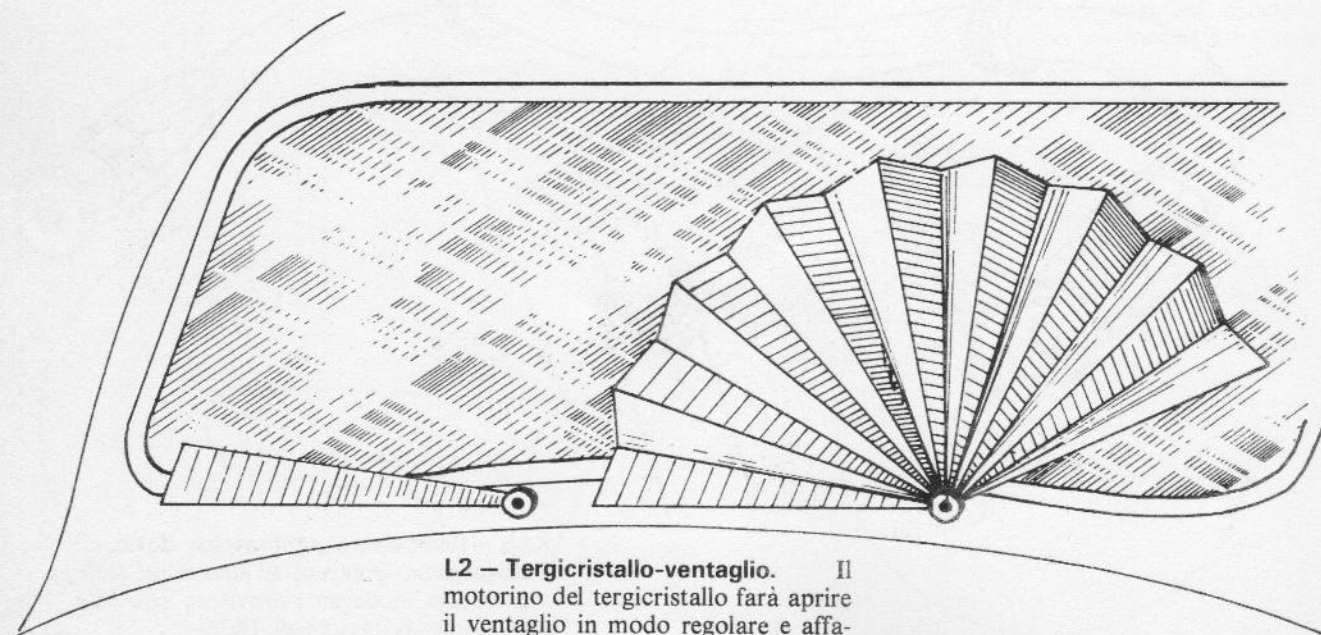 L2 – Tergicristallo-ventaglio. Il
motorino del tergicristallo farà aprire
il ventaglio in modo regolare e affa-